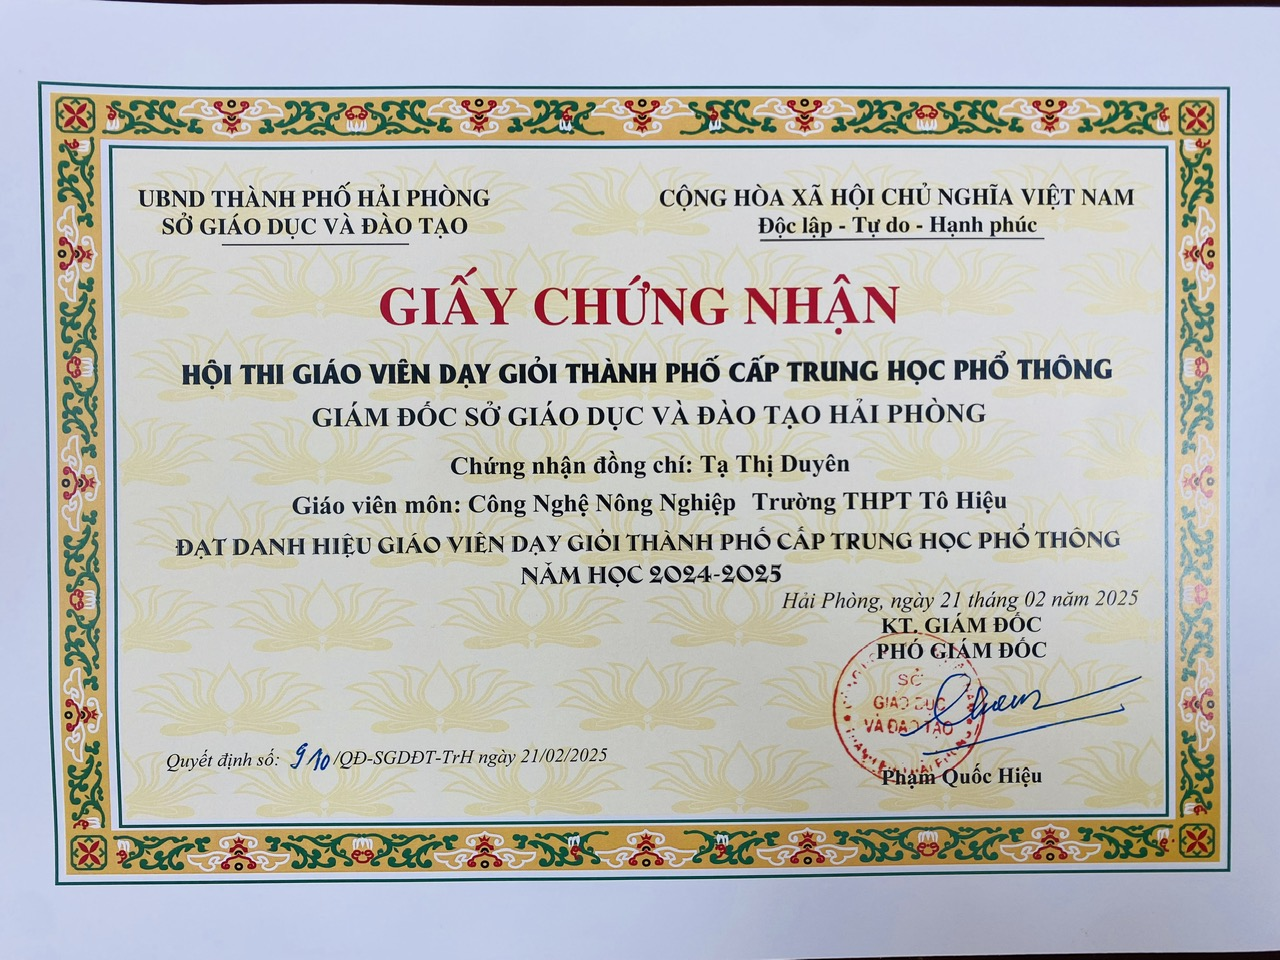 UBND THÀNH PHỐ HẢI PHÒNG
SỞ GIÁO DỤC VÀ ĐÀO TẠO
CỘNG HÒA XÃ HỘI CHỦ NGHĨA VIỆT NAM
Độc lập - Tự do - Hạnh phúc
GIẤY CHỨNG NHẬN
HỘI THI GIÁO VIÊN DẠY GIỎI THÀNH PHỐ CẤP TRUNG HỌC PHỔ THÔNG
GIÁM ĐỐC SỞ GIÁO DỤC VÀ ĐÀO TẠO HẢI PHÒNG
Chứng nhận đồng chí: Tạ Thị Duyên
Giáo viên môn: Công Nghệ Nông Nghiệp Trường THPT Tô Hiệu
ĐẠT DANH HIỆU GIÁO VIÊN DẠY GIỎI THÀNH PHỐ CẤP TRUNG HỌC PHỔ THÔNG
NĂM HỌC 2024-2025
Hải Phòng, ngày 21 tháng 02 năm 2025
KT. GIÁM ĐỐC
PHÓ GIÁM ĐỐC
SỞ
GIÁO DỤC
VÀ ĐÀO TẠO
Quyết định số: 910/QĐ-SGDĐT-TrH ngày 21/02/2025
Phạm Quốc Hiệu